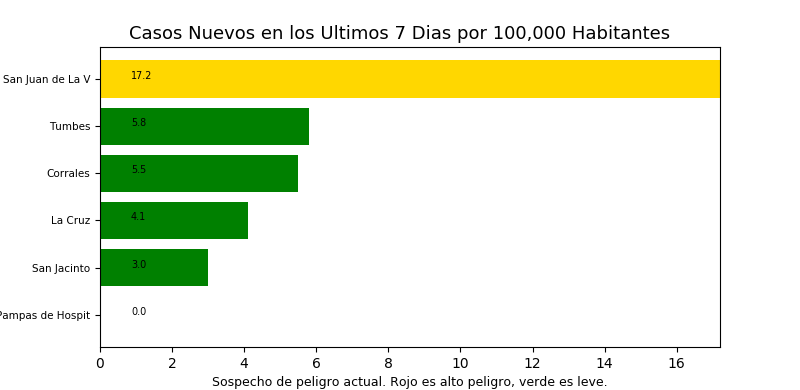 Casos Nuevos en los Ultimos 7 Dias por 100,000 Habitantes
San Juan de La V 17.2
Tumbes 5.8
Corrales 5.5
La Cruz 4.1
San Jacinto 3.0
Pampas de Hospit 0.0
0 2 4 6 8 10 12 14 16
Sospecho de peligro actual. Rojo es alto peligro, verde es leve.